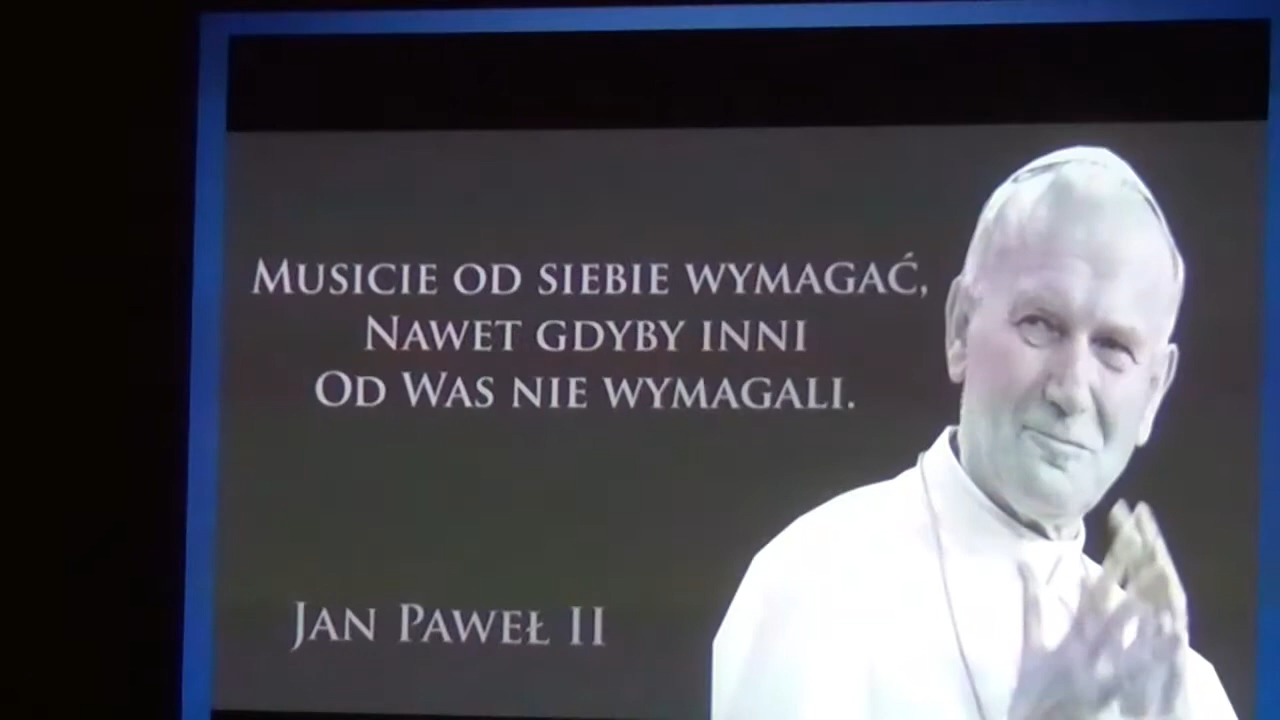 Musicie od siebie wymagać,
Nawet gdyby inni
Od Was nie wymagali.
Jan Paweł II